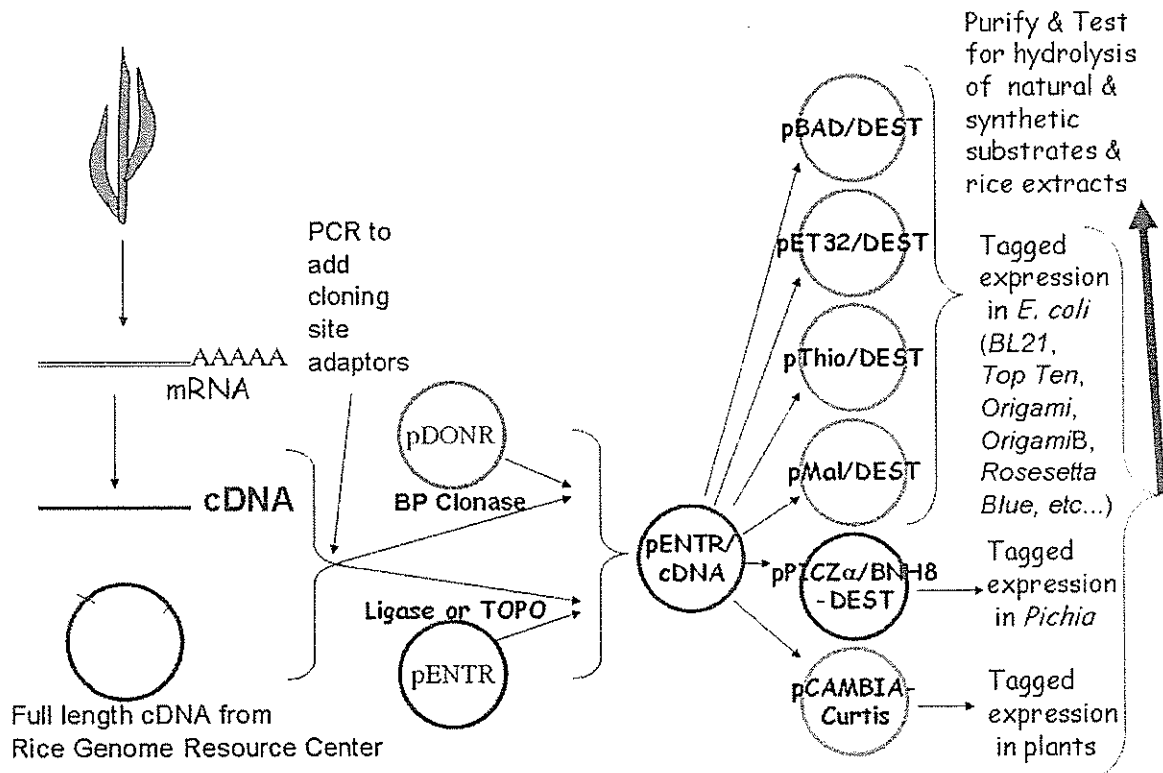 Purify & Test
for hydrolysis
of natural &
synthetic
substrates &
rice extracts
PCR to
add
cloning
site
adaptors
AAAAA
mRNA
cDNA
Full length cDNA from
Rice Genome Resource Center
pDONR
BP Clonase
Ligase or TOPO
pENTR
pENTR/
cDNA
pBAD/DEST
pET32/DEST
pThio/DEST
pMal/DEST
pPICZα/BNH8
-DEST
pCAMBIA-
Curtis
Tagged
expression
in E. coli
(BL21,
Top Ten,
Origami,
OrigamiB,
Rosesetta
Blue, etc...)
Tagged
expression
in Pichia
Tagged
expression
in plants